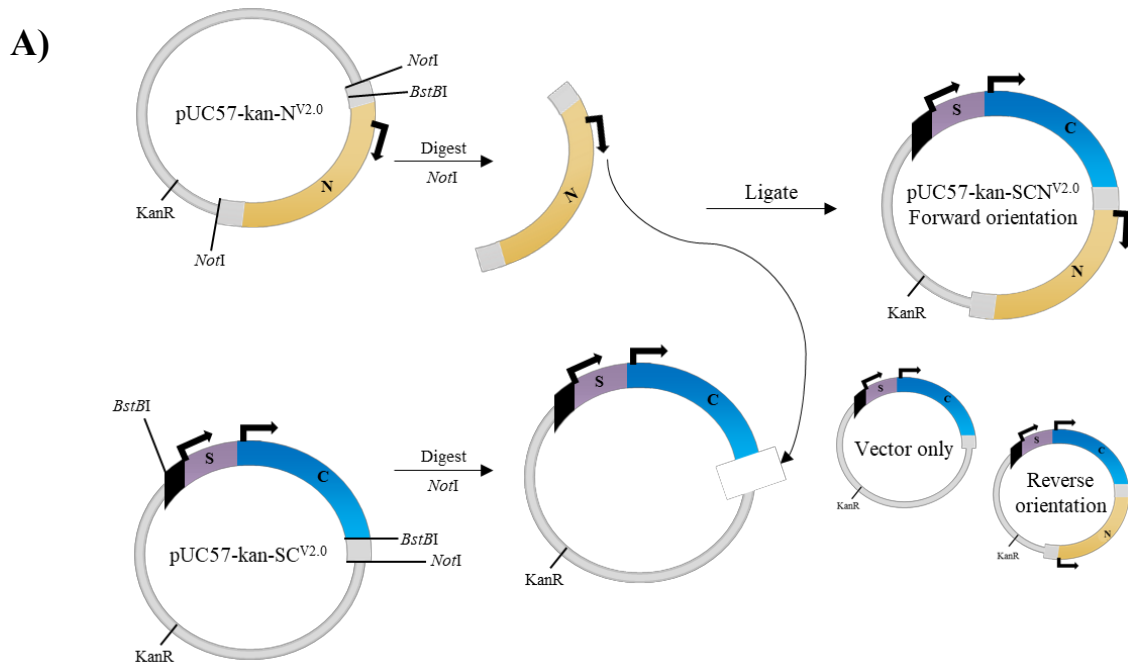 A)
NotI
BstBI
pUC57-kan-N^V2.0
N
KanR
NotI
Digest
NotI
N
Ligate
S
C
pUC57-kan-SCN^V2.0
Forward orientation
N
KanR
BstBI
S
C
pUC57-kan-SC^V2.0
BstBI
NotI
KanR
Digest
NotI
S
C
KanR
S
C
Vector only
KanR
S
C
Reverse
orientation
N
KanR